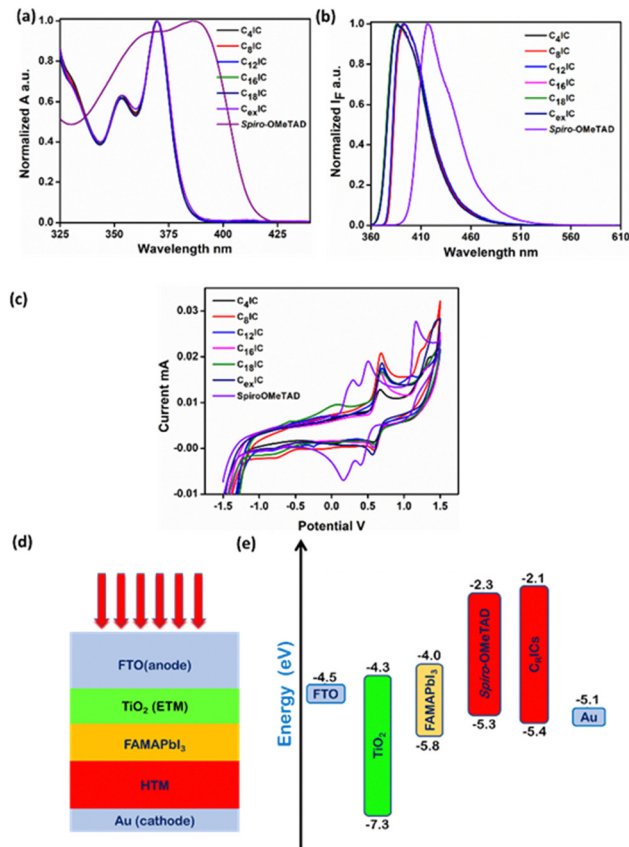 (a)
Normalized A a.u.
1.0
0.8
0.6
0.4
0.2
0.0
325
350
375
400
425
Wavelength nm
C₄IC
C₈IC
C₁₂IC
C₁₆IC
C₁₈IC
CₑₓIC
Spiro-OMeTAD
(b)
Normalized I_F a.u.
1.0
0.8
0.6
0.4
0.2
0.0
360
410
460
510
560
610
Wavelength nm
C₄IC
C₈IC
C₁₂IC
C₁₆IC
C₁₈IC
CₑₓIC
Spiro-OMeTAD
(c)
Current mA
0.03
0.02
0.01
-0.00
-0.01
-1.5
-1.0
-0.5
0.0
0.5
1.0
1.5
Potential V
C₄IC
C₈IC
C₁₂IC
C₁₆IC
C₁₈IC
CₑₓIC
SpiroOMeTAD
(d)
FTO(anode)
TiO₂ (ETM)
FAMAPbI₃
HTM
Au (cathode)
(e)
Energy (eV)
-4.5
FTO
-4.3
TiO₂
-7.3
-4.0
FAMAPbI₃
-5.8
-2.3
Spiro-OMeTAD
-5.3
-2.1
CᵣICs
-5.4
-5.1
Au